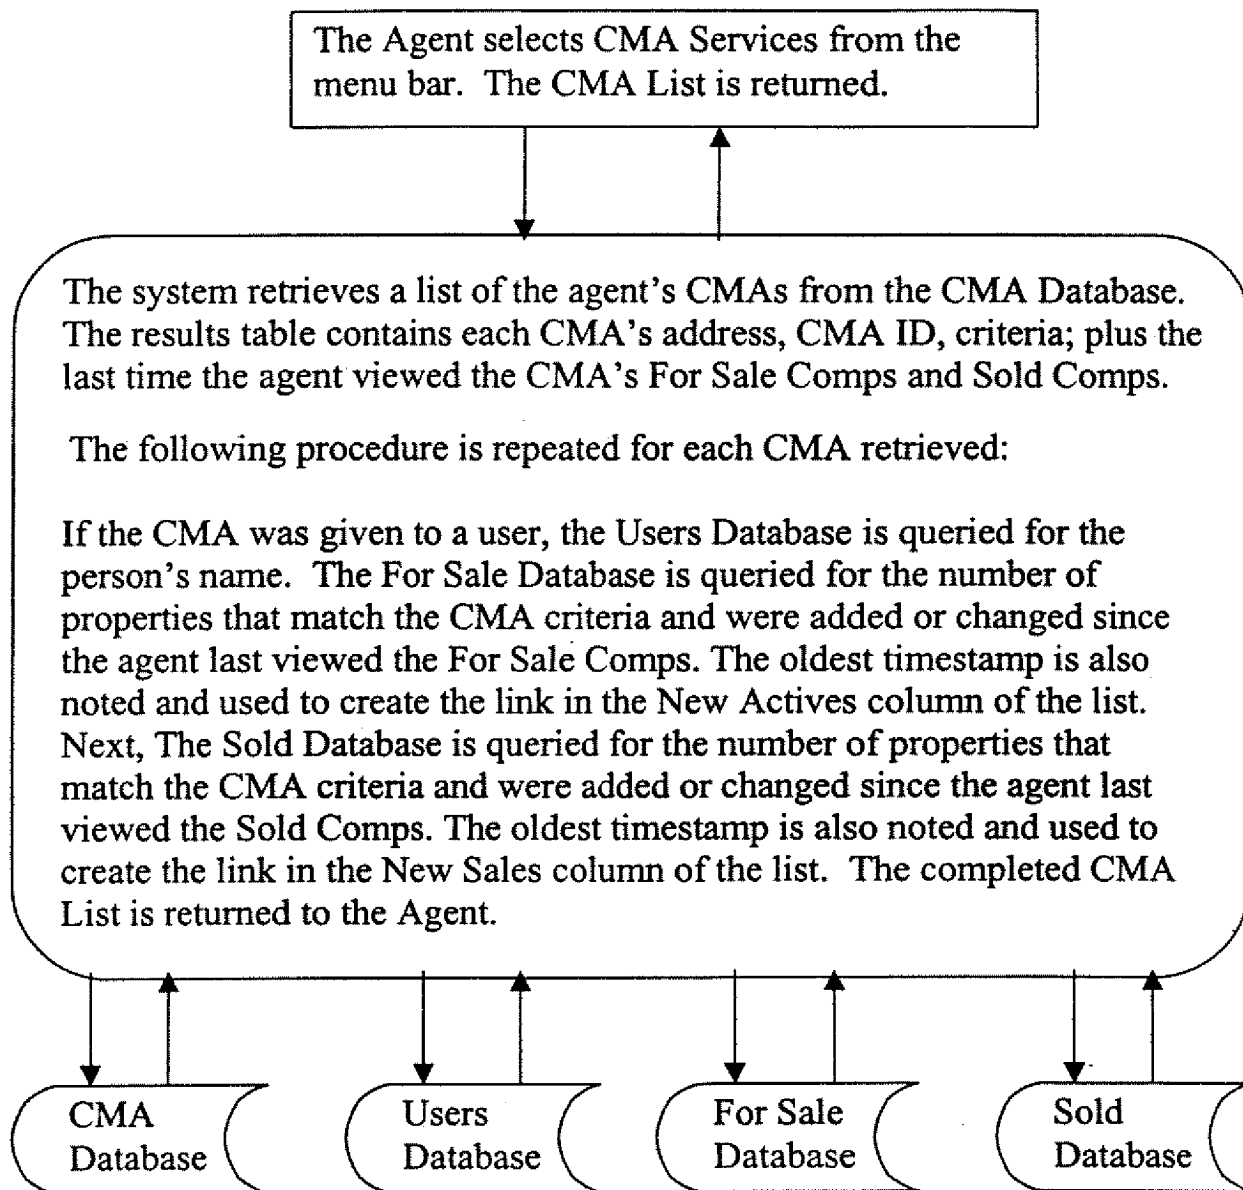 The Agent selects CMA Services from the
menu bar.  The CMA List is returned.
The system retrieves a list of the agent's CMAs from the CMA Database.
The results table contains each CMA's address, CMA ID, criteria; plus the
last time the agent viewed the CMA's For Sale Comps and Sold Comps.
The following procedure is repeated for each CMA retrieved:
If the CMA was given to a user, the Users Database is queried for the
person's name.  The For Sale Database is queried for the number of
properties that match the CMA criteria and were added or changed since
the agent last viewed the For Sale Comps. The oldest timestamp is also
noted and used to create the link in the New Actives column of the list.
Next, The Sold Database is queried for the number of properties that
match the CMA criteria and were added or changed since the agent last
viewed the Sold Comps. The oldest timestamp is also noted and used to
create the link in the New Sales column of the list.  The completed CMA
List is returned to the Agent.
CMA
Database
Users
Database
For Sale
Database
Sold
Database